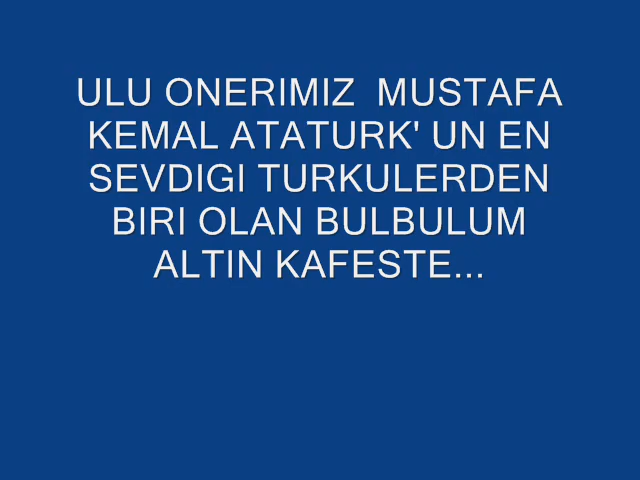 ULU ONERIMIZ  MUSTAFA
KEMAL ATATURK' UN EN
SEVDIGI TURKULERDEN
BIRI OLAN BULBULUM
ALTIN KAFESTE...